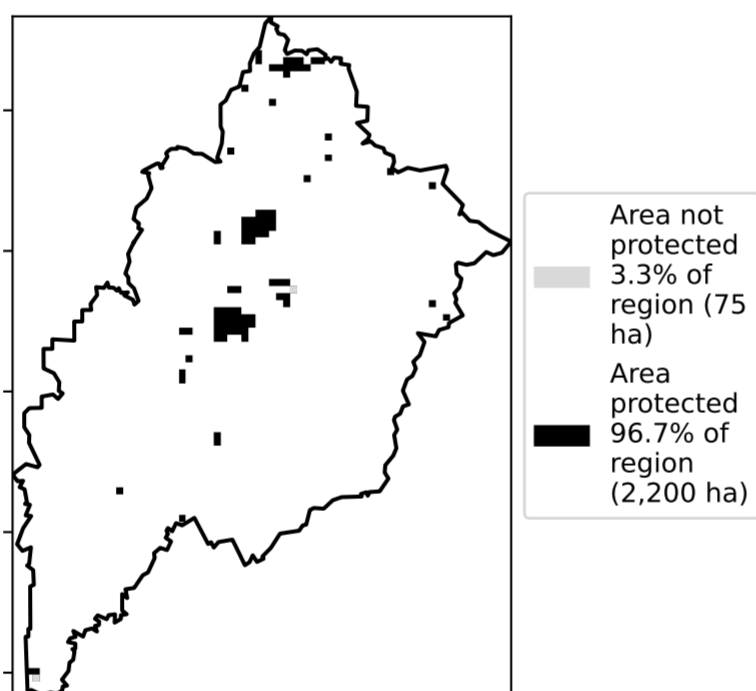 Area not
protected
3.3% of
region (75
ha)
Area
protected
96.7% of
region
(2,200 ha)